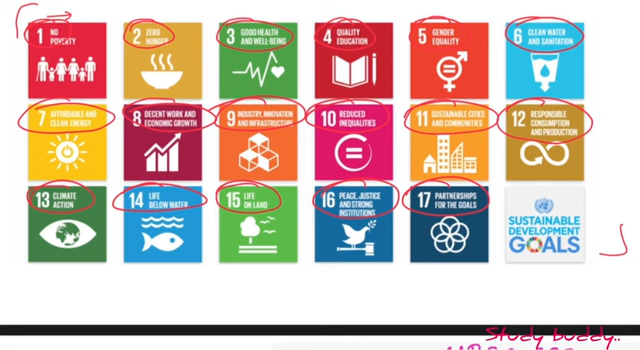 1 NO
POVERTY
2 ZERO
HUNGER
3 GOOD HEALTH
AND WELL-BEING
4 QUALITY
EDUCATION
5 GENDER
EQUALITY
6 CLEAN WATER
AND SANITATION
7 AFFORDABLE AND
CLEAN ENERGY
8 DECENT WORK AND
ECONOMIC GROWTH
9 INDUSTRY, INNOVATION
AND INFRASTRUCTURE
10 REDUCED
INEQUALITIES
11 SUSTAINABLE CITIES
AND COMMUNITIES
12 RESPONSIBLE
CONSUMPTION
AND PRODUCTION
13 CLIMATE
ACTION
14 LIFE
BELOW WATER
15 LIFE
ON LAND
16 PEACE, JUSTICE
AND STRONG
INSTITUTIONS
17 PARTNERSHIPS
FOR THE GOALS
SUSTAINABLE
DEVELOPMENT
GOALS
Study buddy..